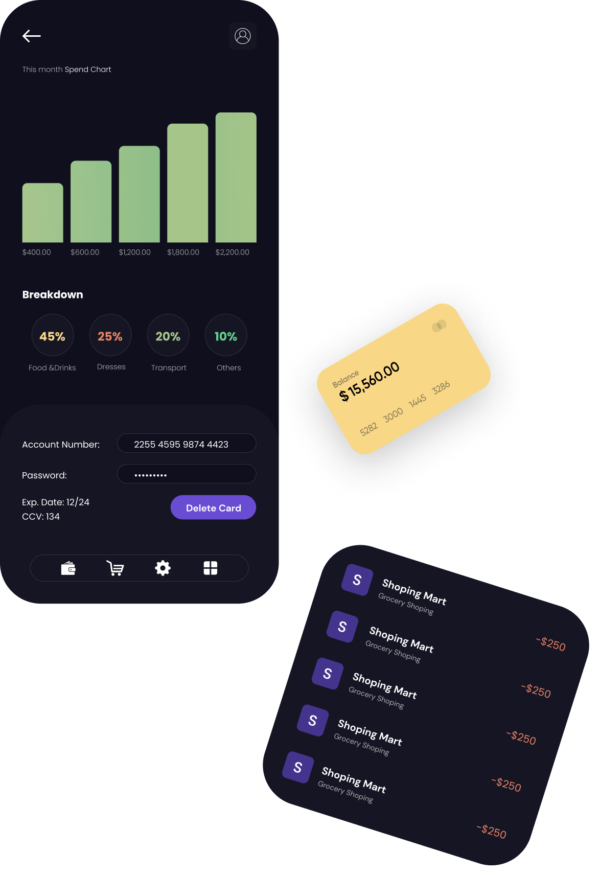 This month Spend Chart
$400.00 $600.00 $1,200.00 $1,800.00 $2,200.00
Breakdown
45% 25% 20% 10%
Food &Drinks Dresses Transport Others
Account Number: 2255 4595 9874 4423
Password: •••••••••
Exp. Date: 12/24
CCV: 134
Delete Card
Balance
$ 15,560.00
5282 3000 1445 3286
S Shoping Mart
Grocery Shoping
-$250
S Shoping Mart
Grocery Shoping
-$250
S Shoping Mart
Grocery Shoping
-$250
S Shoping Mart
Grocery Shoping
-$250
S Shoping Mart
Grocery Shoping
-$250